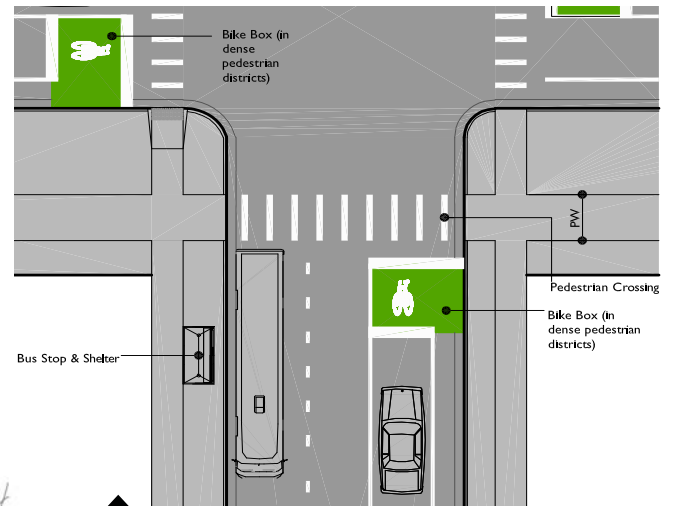 Bike Box (in
dense
pedestrian
districts)
PW
Pedestrian Crossing
Bike Box (in
dense pedestrian
districts)
Bus Stop & Shelter